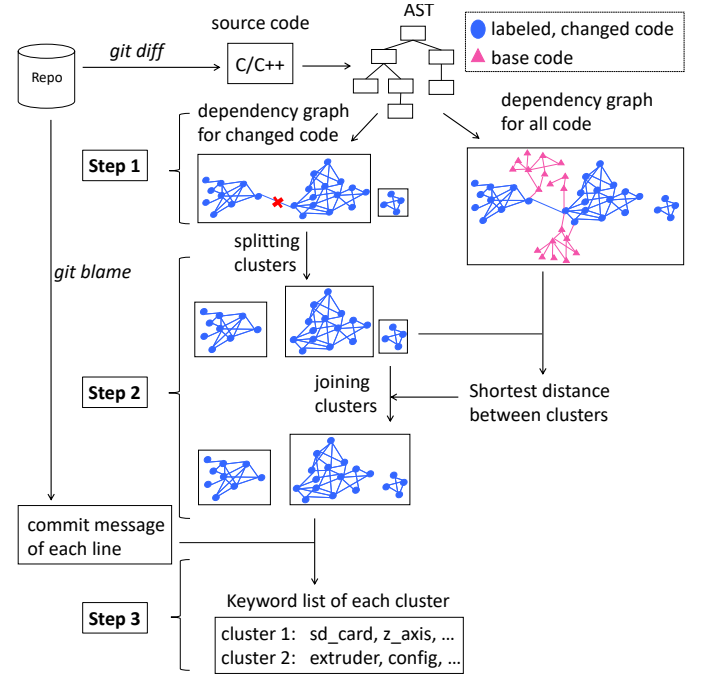 AST
source code
labeled, changed code
git diff
base code
C/C++
Repo
dependency graph
for all code
dependency graph
for changed code
Step 1
splitting
clusters
git blame
Step 2
joining
clusters
Shortest distance
between clusters
commit message
of each line
Keyword list of each cluster
Step 3
cluster 1: sd_card, z_axis, ...
cluster 2: extruder, config, ...